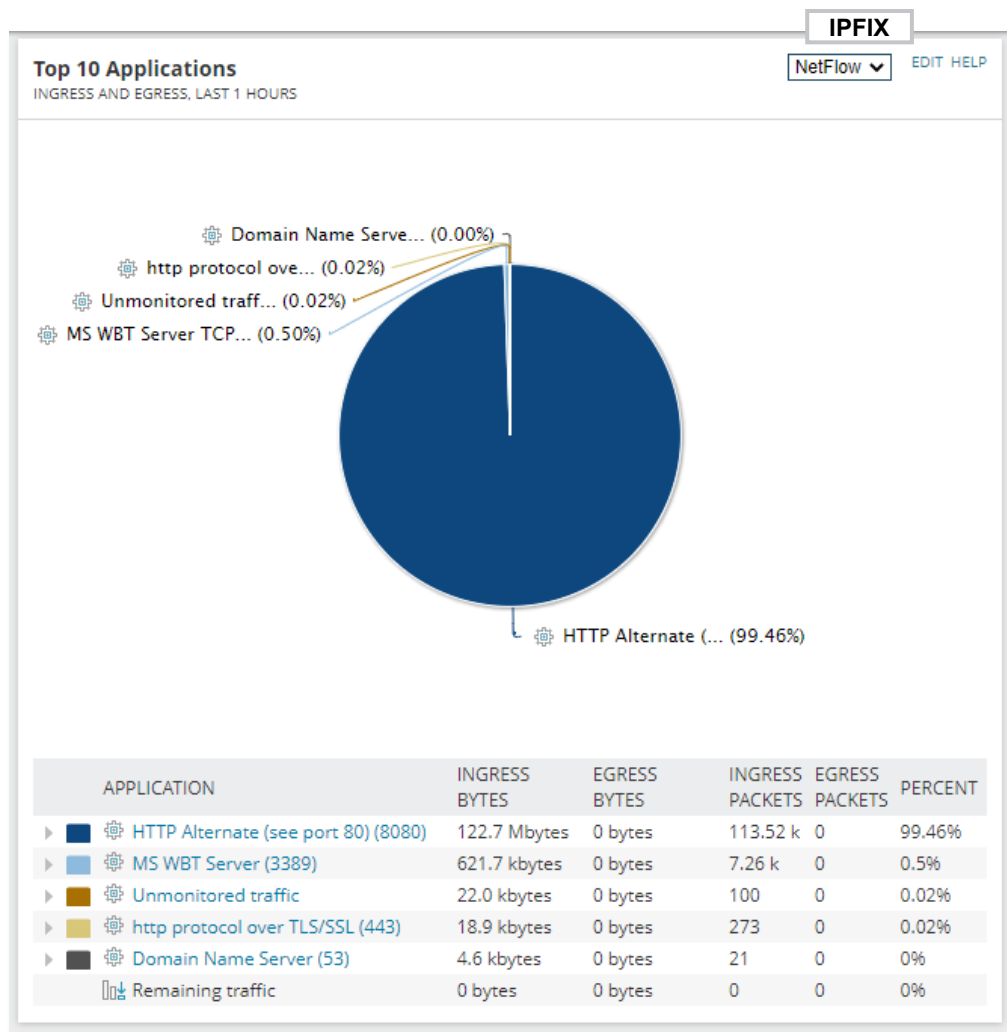 IPFIX
Top 10 Applications
NetFlow
EDIT HELP
INGRESS AND EGRESS, LAST 1 HOURS
Domain Name Serve... (0.00%)
http protocol ove... (0.02%)
Unmonitored traff... (0.02%)
MS WBT Server TCP... (0.50%)
HTTP Alternate (... (99.46%)
APPLICATION INGRESS BYTES EGRESS BYTES INGRESS PACKETS EGRESS PACKETS PERCENT
HTTP Alternate (see port 80) (8080) 122.7 Mbytes 0 bytes 113.52 k 0 99.46%
MS WBT Server (3389) 621.7 kbytes 0 bytes 7.26 k 0 0.5%
Unmonitored traffic 22.0 kbytes 0 bytes 100 0 0.02%
http protocol over TLS/SSL (443) 18.9 kbytes 0 bytes 273 0 0.02%
Domain Name Server (53) 4.6 kbytes 0 bytes 21 0 0%
Remaining traffic 0 bytes 0 bytes 0 0 0%